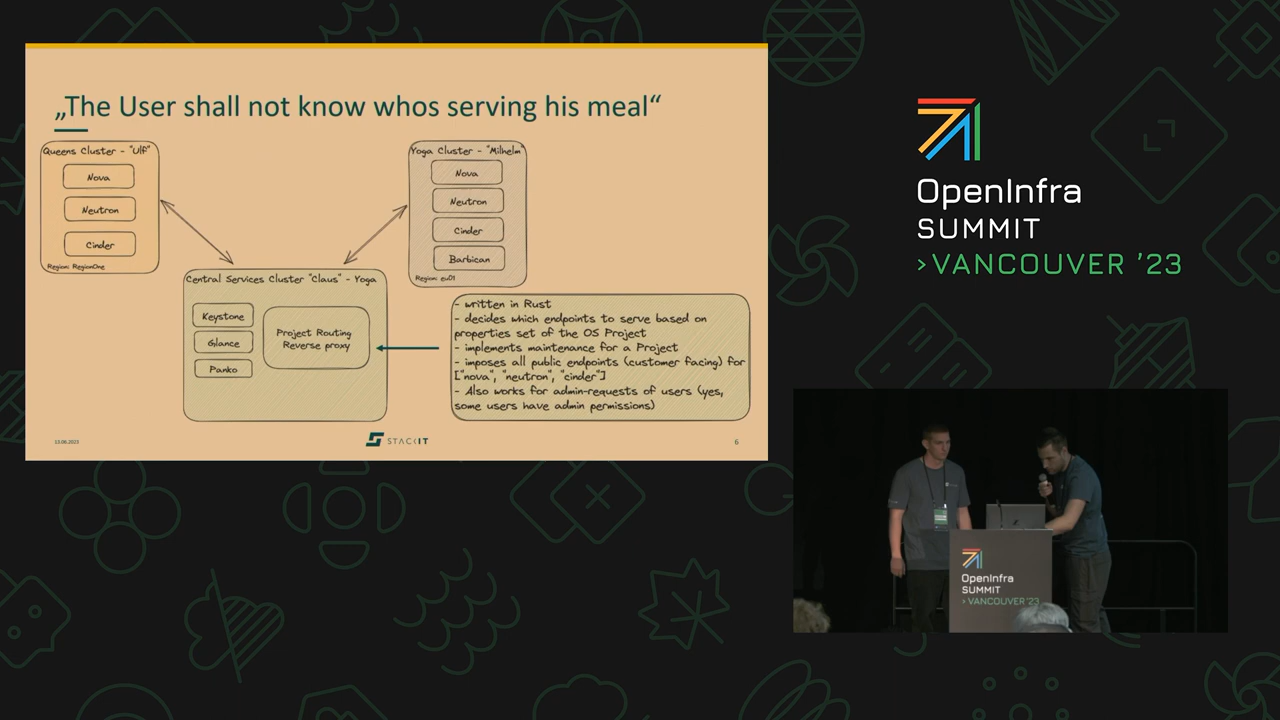 „The User shall not know whos serving his meal“
Queens Cluster - "Ulf"
Nova
Neutron
Cinder
Region: RegionOne
Yoga Cluster - "Milhelm"
Nova
Neutron
Cinder
Barbican
Region: eu01
Central Services Cluster "Claus" - Yoga
Keystone
Glance
Panko
Project Routing
Reverse proxy
- written in Rust
- decides which endpoints to serve based on
properties set of the OS Project
- implements maintenance for a Project
- imposes all public endpoints (customer facing) for
["nova", "neutron", "cinder"]
- Also works for admin-requests of users (yes,
some users have admin permissions)
13.06.2023
STACKIT
6
OpenInfra
SUMMIT
>VANCOUVER '23
OpenInfra
SUMMIT
> VANCOUVER '23